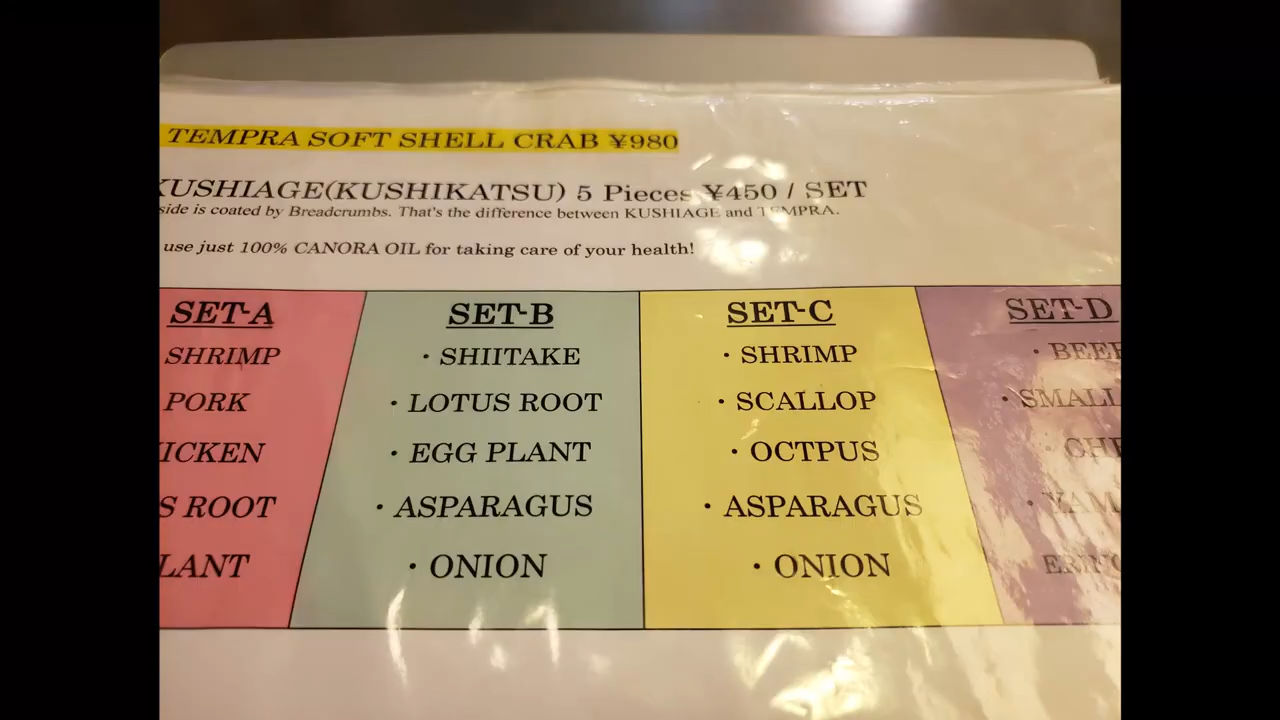 TEMPRA SOFT SHELL CRAB ¥980
KUSHIAGE(KUSHIKATSU) 5 Pieces ¥450 / SET
side is coated by Breadcrumbs. That's the difference between KUSHIAGE and TEMPRA.
use just 100% CANORA OIL for taking care of your health!
SET-A
SHRIMP
PORK
ICKEN
S ROOT
LANT
SET-B
・SHIITAKE
・LOTUS ROOT
・EGG PLANT
・ASPARAGUS
・ONION
SET-C
・SHRIMP
・SCALLOP
・OCTPUS
・ASPARAGUS
・ONION
SET-D
・BEEF
・SMALL